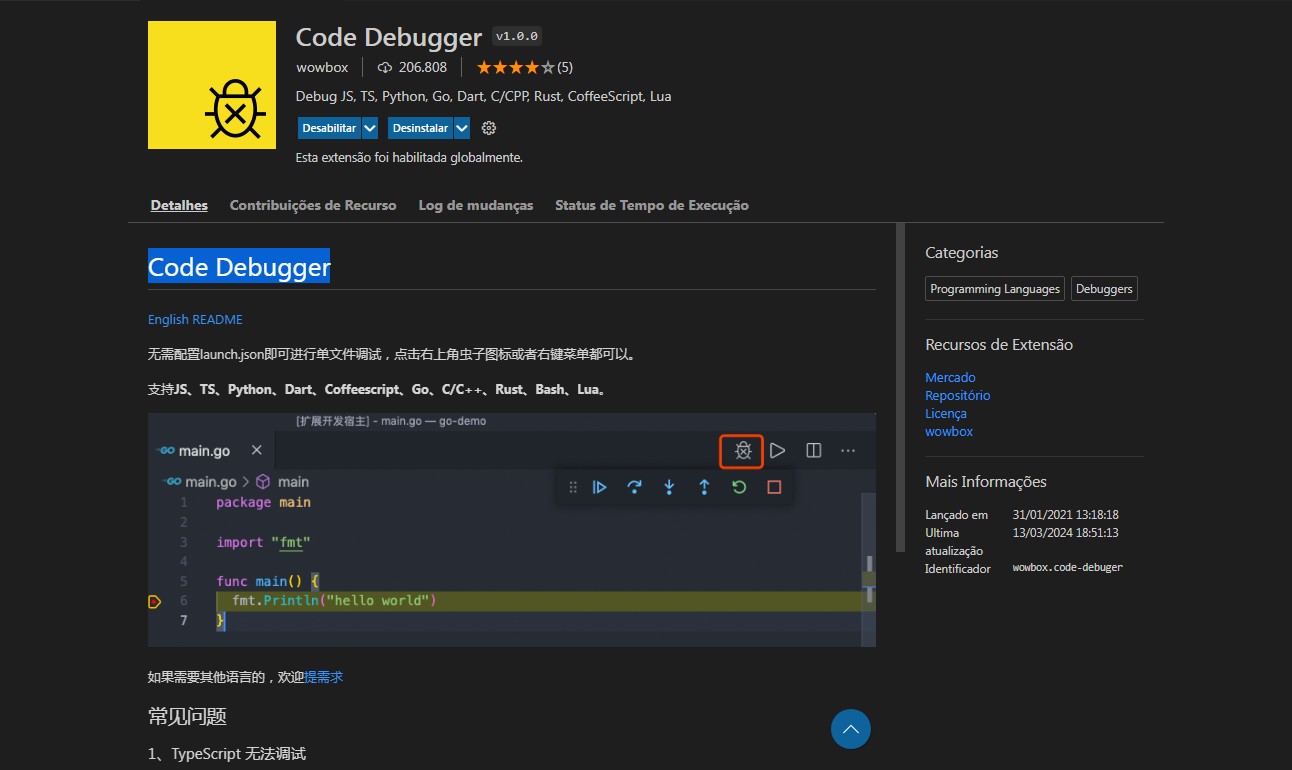 Code Debugger v1.0.0
wowbox 206.808 (5)
Debug JS, TS, Python, Go, Dart, C/CPP, Rust, CoffeeScript, Lua
Desabilitar Desinstalar
Esta extensão foi habilitada globalmente.
Detalhes Contribuições de Recurso Log de mudanças Status de Tempo de Execução
Code Debugger
English README
无需配置launch.json即可进行单文件调试，点击右上角虫子图标或者右键菜单都可以。
支持JS、TS、Python、Dart、Coffeescript、Go、C/C++、Rust、Bash、Lua。
[扩展开发宿主] - main.go — go-demo
GO main.go
GO main.go > main
1 package main
2
3 import "fmt"
4
5 func main() {
6 fmt.Println("hello world")
7 }
如果需要其他语言的，欢迎提需求
常见问题
1、TypeScript 无法调试
Categorias
Programming Languages Debuggers
Recursos de Extensão
Mercado
Repositório
Licença
wowbox
Mais Informações
Lançado em 31/01/2021 13:18:18
Ultima 13/03/2024 18:51:13
atualização
Identificador wowbox.code-debuger